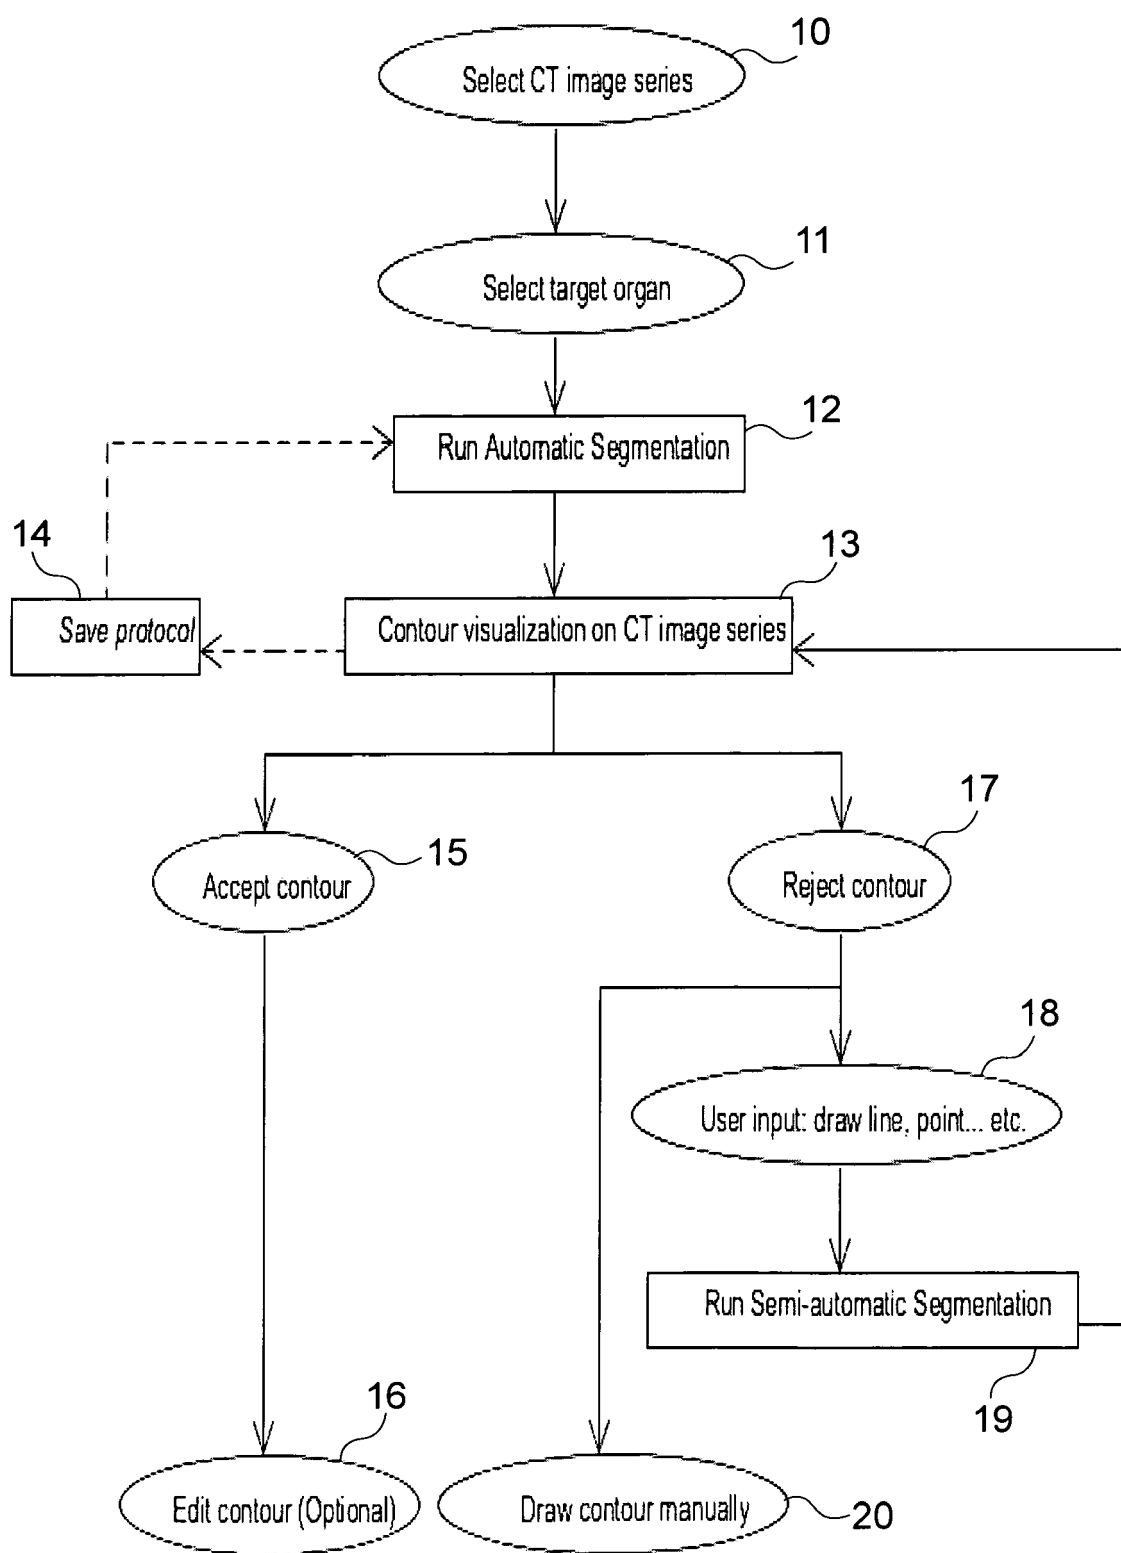 10
Select CT image series
11
Select target organ
12
Run Automatic Segmentation
14
13
Save protocol
Contour visualization on CT image series
15
17
Accept contour
Reject contour
18
User input: draw line, point... etc.
Run Semi-automatic Segmentation
19
16
Edit contour (Optional)
Draw contour manually
20